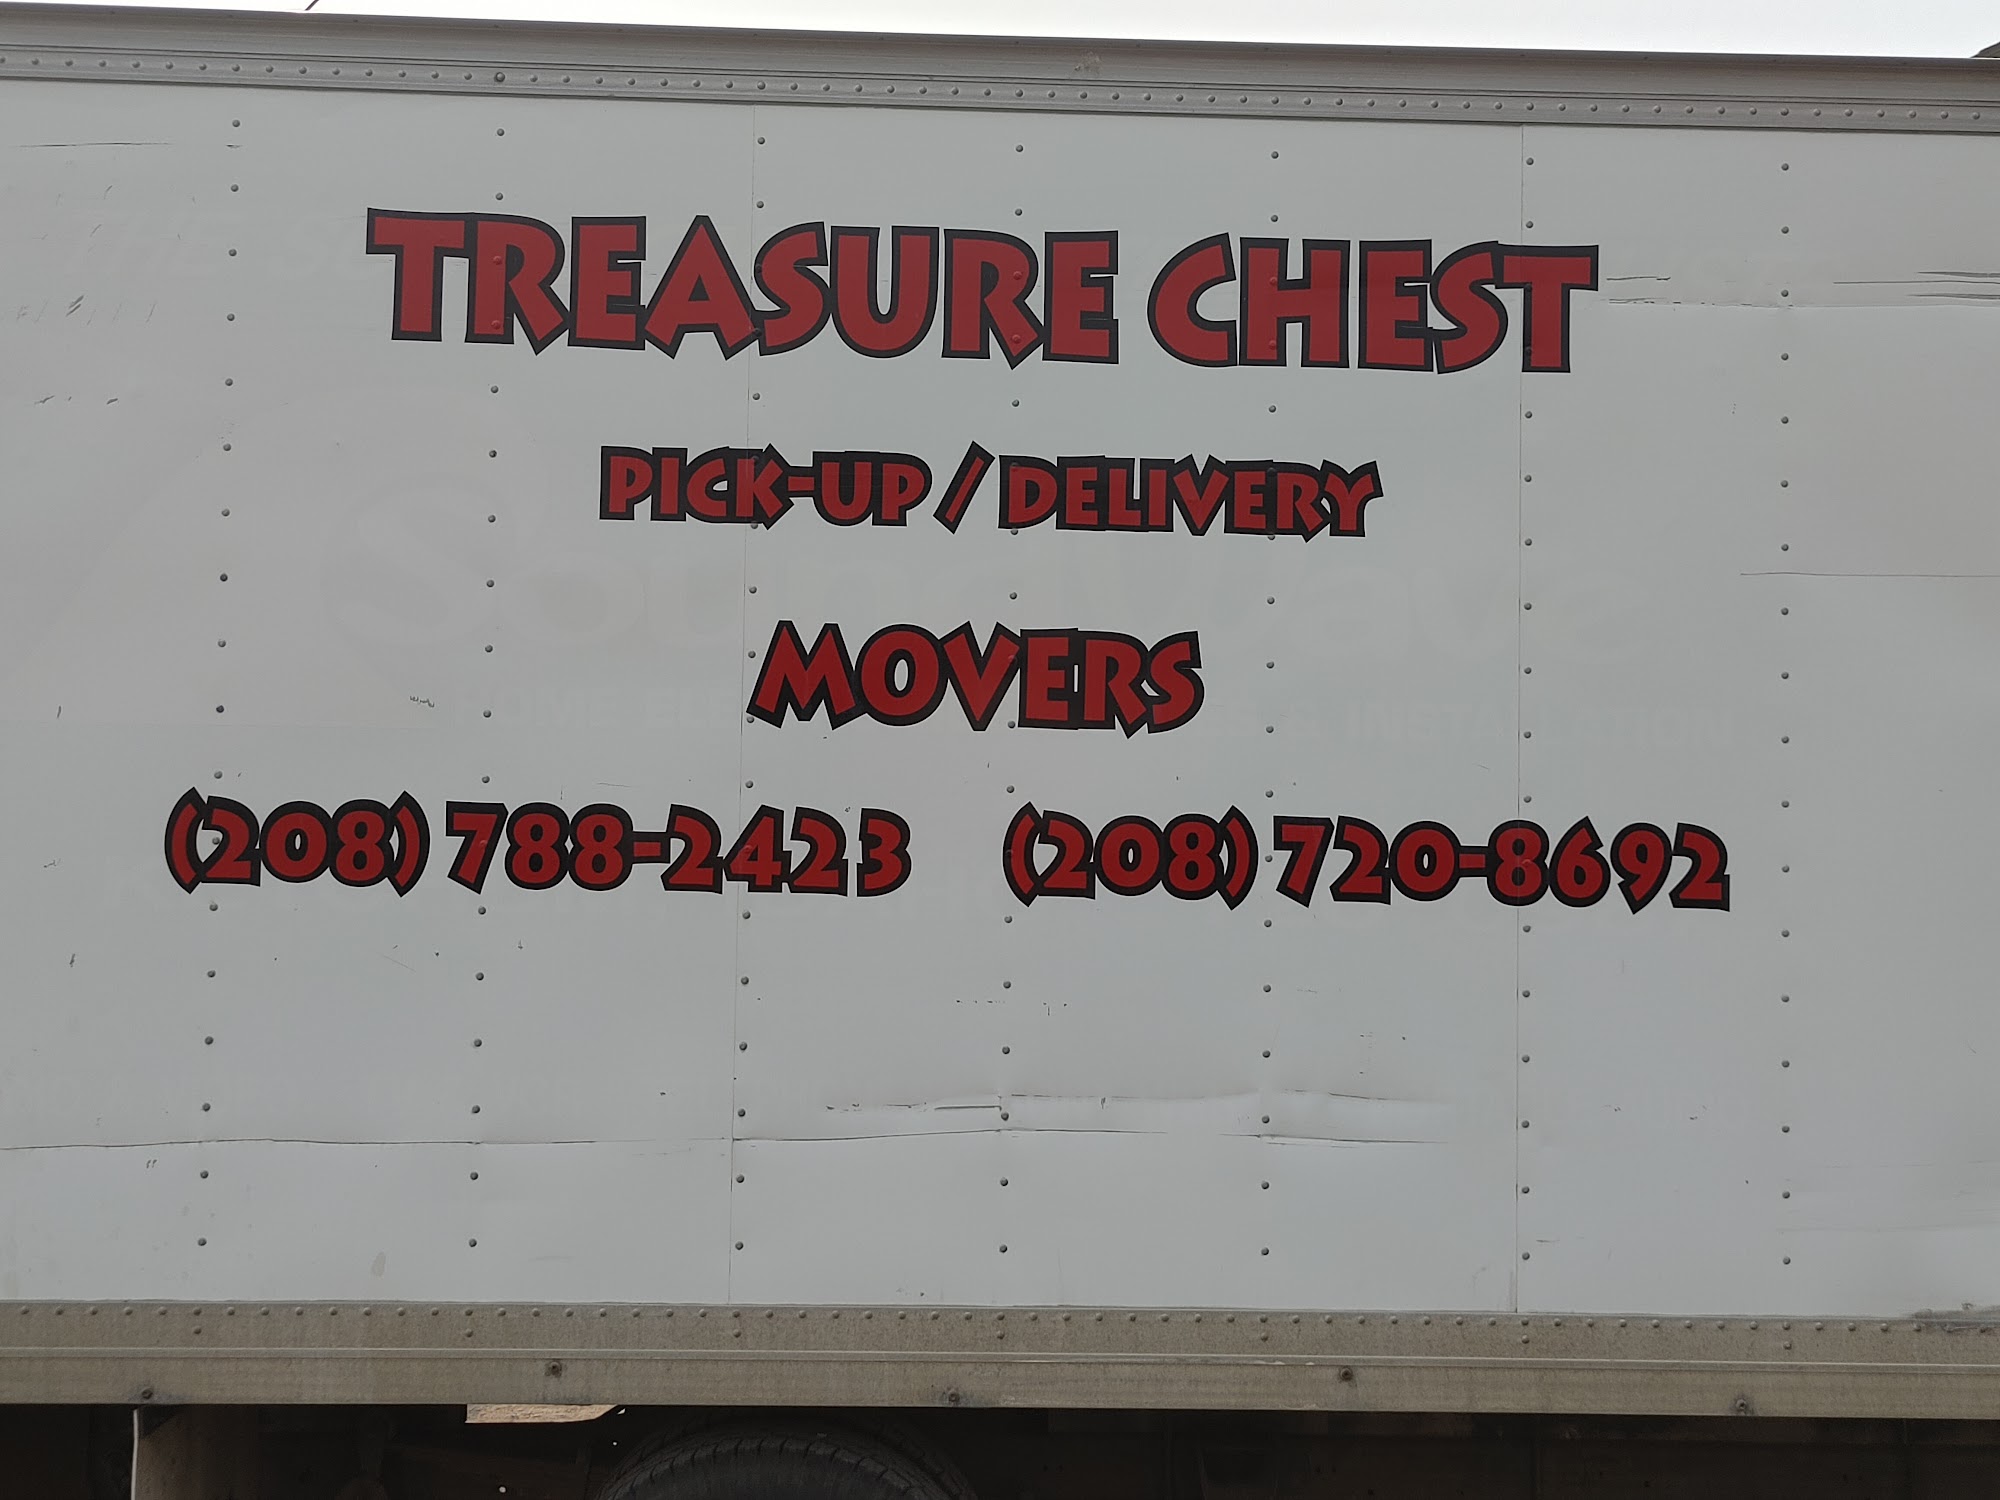 TREASURE CHEST
PICK-UP / DELIVERY
MOVERS
(208) 788-2423 (208) 720-8692